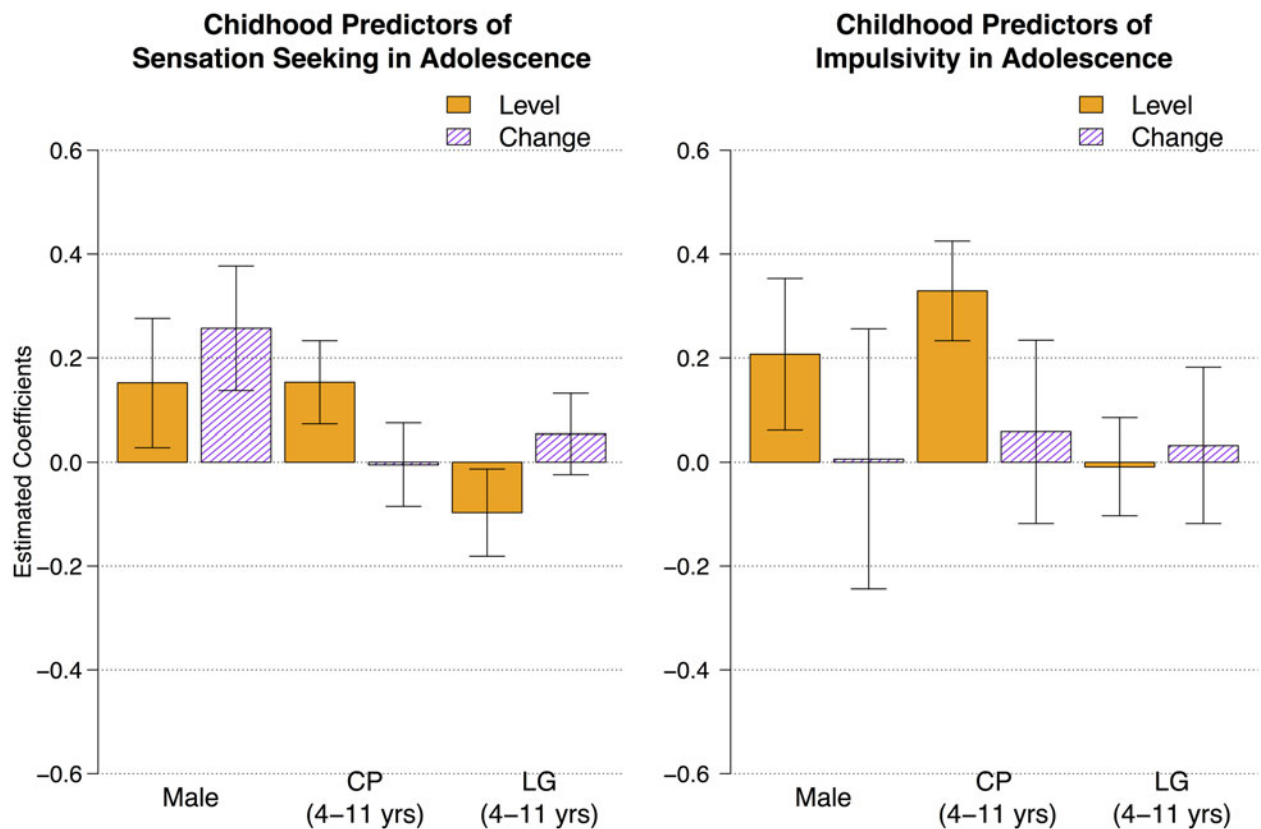 Chidhood Predictors of
Sensation Seeking in Adolescence
Level
Change
Estimated Coefficients
0.6
0.4
0.2
0.0
−0.2
−0.4
−0.6
Male
CP
(4−11 yrs)
LG
(4−11 yrs)
Childhood Predictors of
Impulsivity in Adolescence
Level
Change
0.6
0.4
0.2
0.0
−0.2
−0.4
−0.6
Male
CP
(4−11 yrs)
LG
(4−11 yrs)